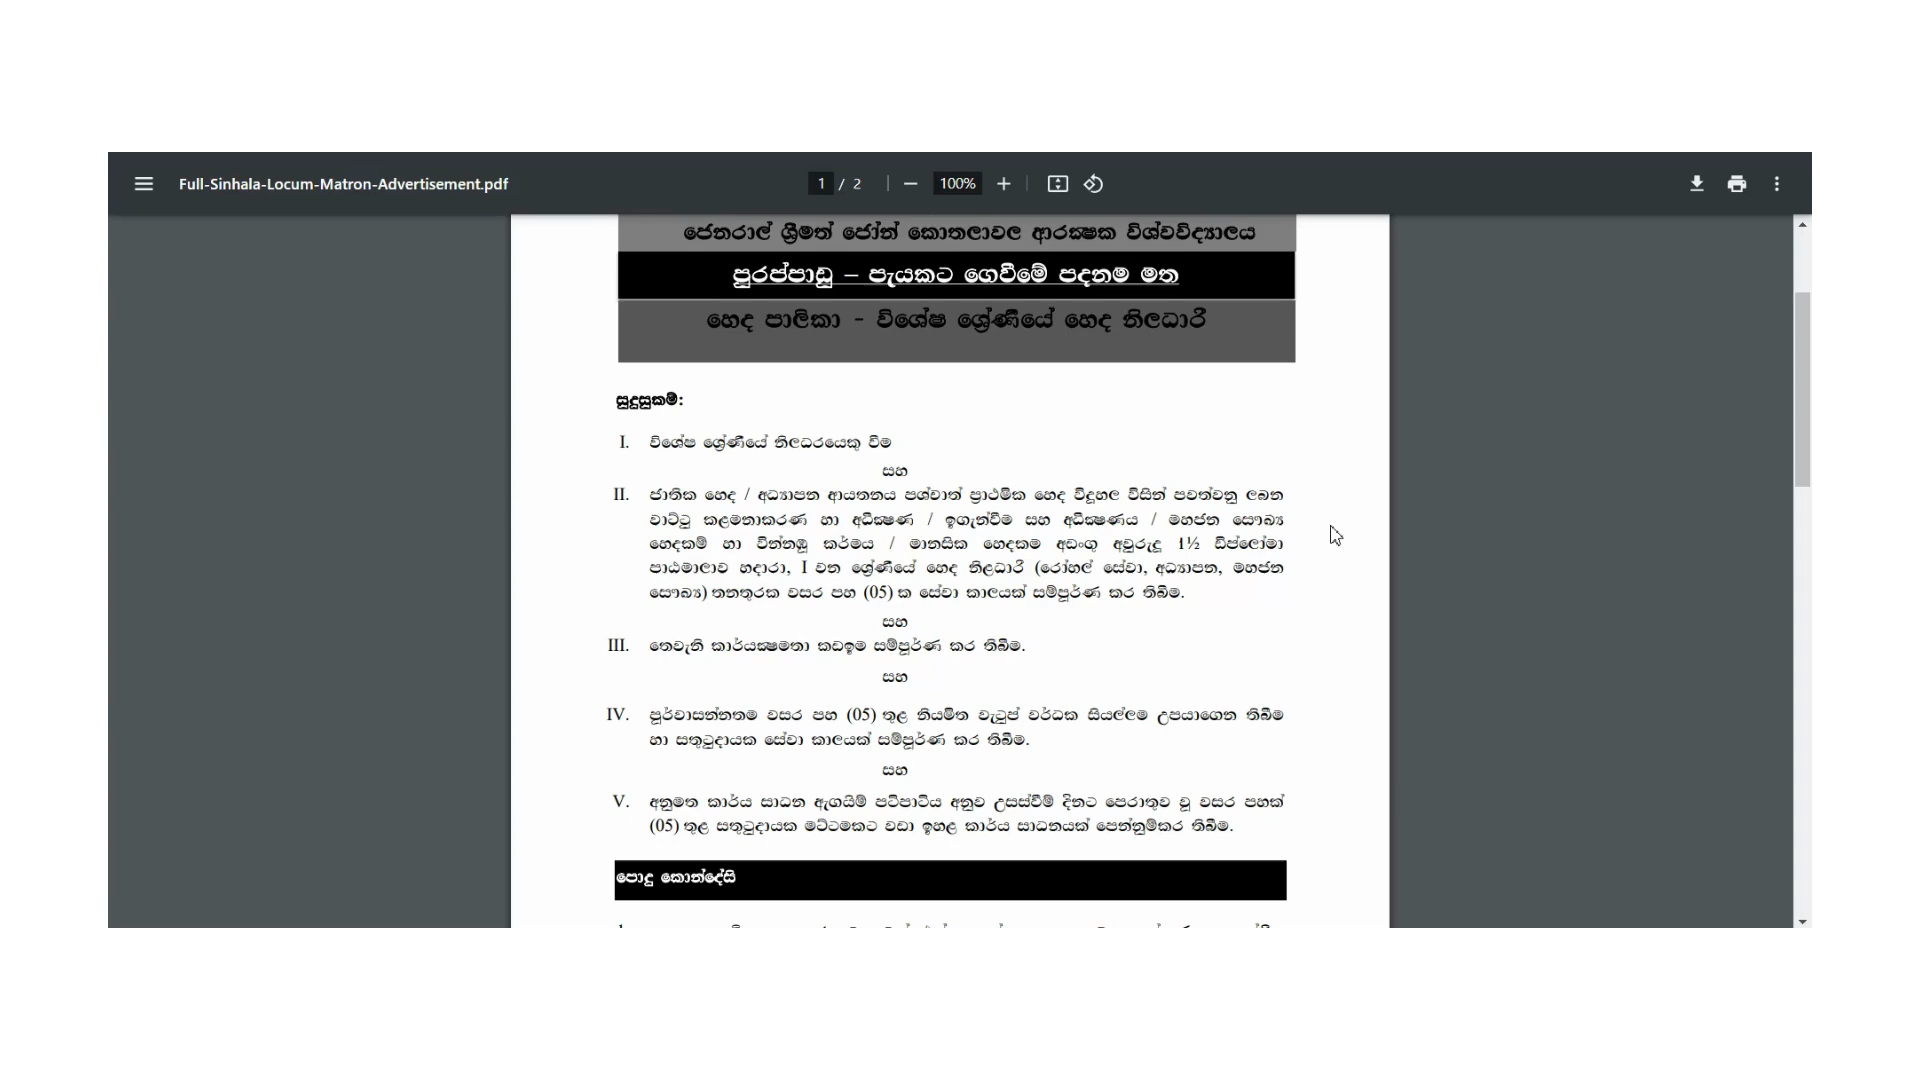 Full-Sinhala-Locum-Matron-Advertisement.pdf
1 / 2
100%
ජෙනරාල් ශ්‍රීමත් ජෝන් කොතලාවල ආරක්‍ෂක විශ්වවිද්‍යාලය
පුරප්පාඩු – පැයකට ගෙවීමේ පදනම මත
හෙද පාලිකා - විශේෂ ශ්‍රේණියේ හෙද නිලධාරී
සුදුසුකම්:
I. විශේෂ ශ්‍රේණියේ නිලධරයෙකු වීම
සහ
II. ජාතික හෙද / අධ්‍යාපන ආයතනය පශ්චාත් ප්‍රාථමික හෙද විදුහල විසින් පවත්වනු ලබන
වාට්ටු කළමනාකරණ හා අධීක්‍ෂණ / ඉගැන්වීම සහ අධීක්‍ෂණය / මහජන සෞඛ්‍ය
හෙදකම් හා වින්නඹු කර්මය / මානසික හෙදකම අඩංගු අවුරුදු 1½ ඩිප්ලෝමා
පාඨමාලාව හදාරා, I වන ශ්‍රේණියේ හෙද නිළධාරී (රෝහල් සේවා, අධ්‍යාපන, මහජන
සෞඛ්‍ය) තනතුරක වසර පහ (05) ක සේවා කාලයක් සම්පූර්ණ කර තිබීම.
සහ
III. තෙවැනි කාර්යක්‍ෂමතා කඩඉම සම්පූර්ණ කර තිබීම.
සහ
IV. පූර්වාසන්නතම වසර පහ (05) තුළ නියමිත වැටුප් වර්ධක සියල්ලම උපයාගෙන තිබීම
හා සතුටුදායක සේවා කාලයක් සම්පූර්ණ කර තිබීම.
සහ
V. අනුමත කාර්ය සාධන ඇගයීම් පටිපාටිය අනුව උසස්වීම් දිනට පෙරාතුව වූ වසර පහක්
(05) තුළ සතුටුදායක මට්ටමකට වඩා ඉහළ කාර්ය සාධනයක් පෙන්නුම්කර තිබීම.
පොදු කොන්දේසි